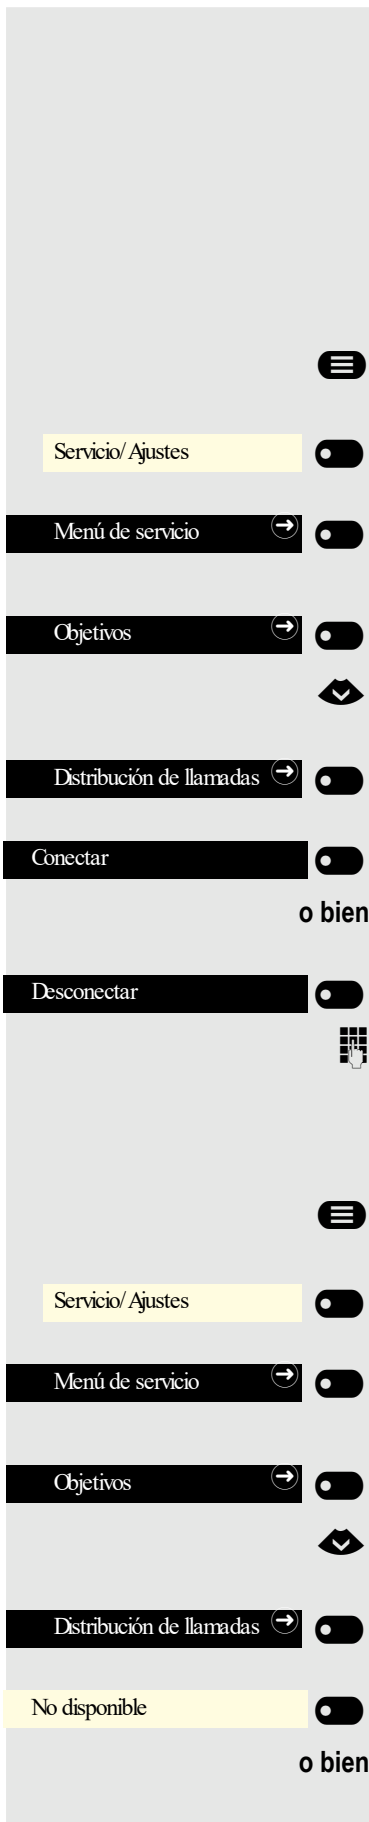 Servicio/Ajustes
Menú de servicio
Objetivos
Distribución de llamadas
Conectar
o bien
Desconectar
Servicio/Ajustes
Menú de servicio
Objetivos
Distribución de llamadas
No disponible
o bien